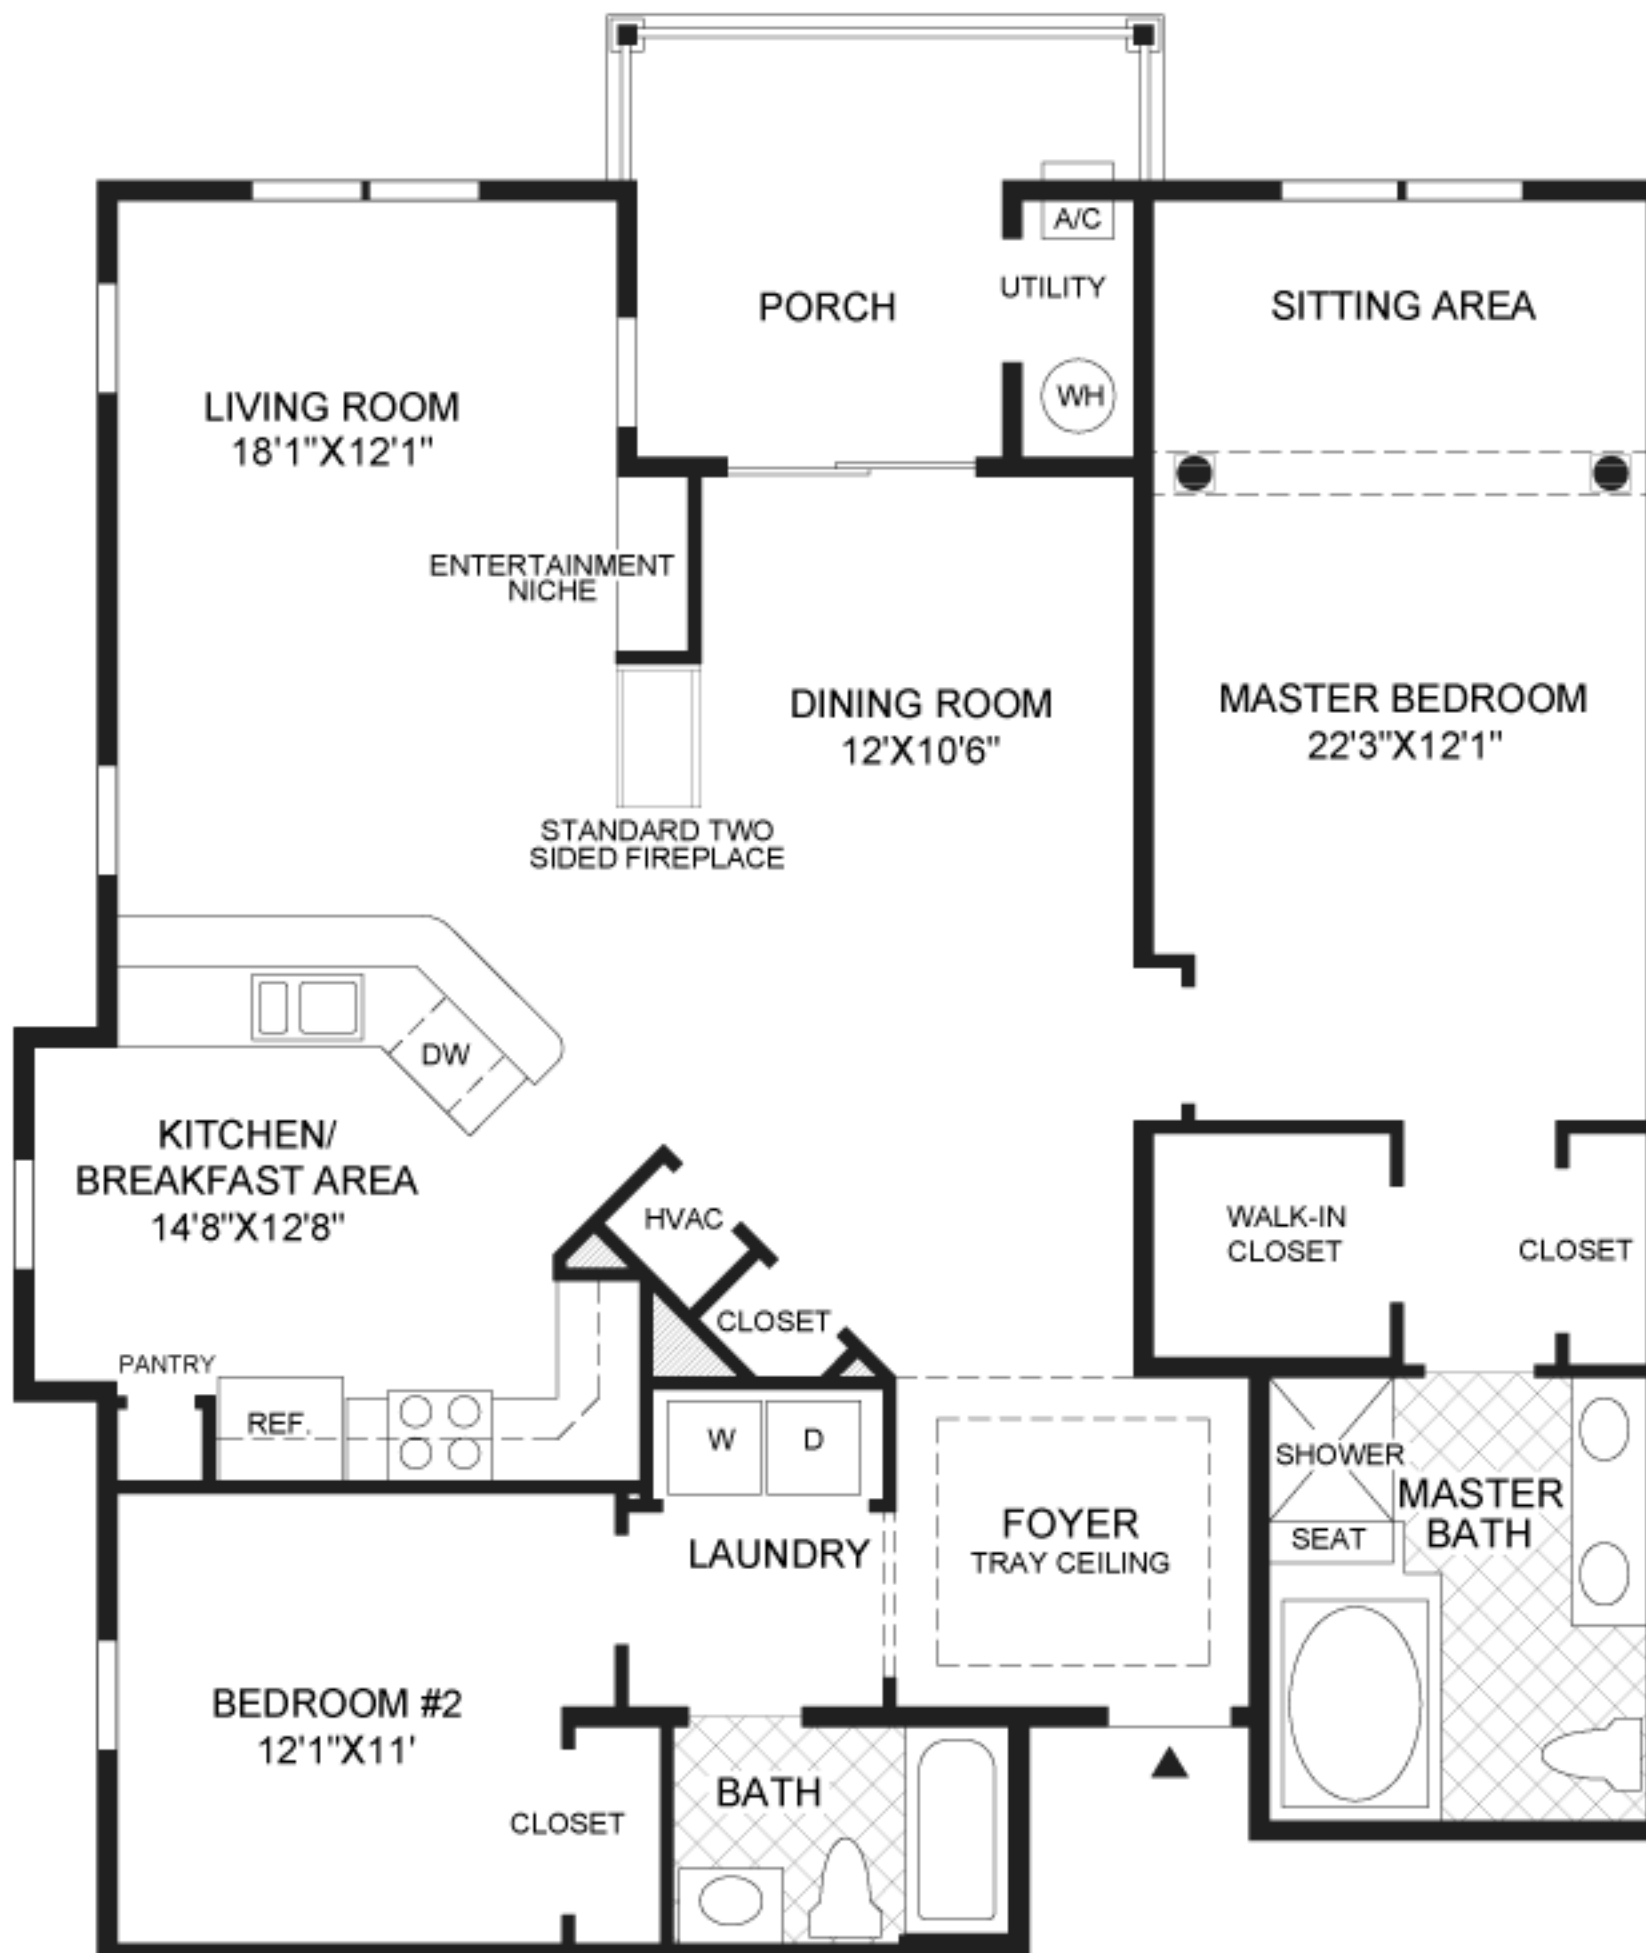 A/C
UTILITY
PORCH
SITTING AREA
WH
LIVING ROOM
18'1"X12'1"
ENTERTAINMENT
NICHE
DINING ROOM
12'X10'6"
MASTER BEDROOM
22'3"X12'1"
STANDARD TWO
SIDED FIREPLACE
DW
KITCHEN/
BREAKFAST AREA
14'8"X12'8"
HVAC
CLOSET
WALK-IN
CLOSET
CLOSET
PANTRY
REF.
W
D
SHOWER
SEAT
MASTER
BATH
FOYER
TRAY CEILING
LAUNDRY
BEDROOM #2
12'1"X11'
CLOSET
BATH